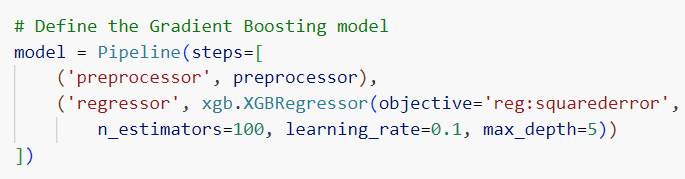 # Define the Gradient Boosting model
model = Pipeline(steps=[
    ('preprocessor', preprocessor),
    ('regressor', xgb.XGBRegressor(objective='reg:squarederror',
        n_estimators=100, learning_rate=0.1, max_depth=5))
])